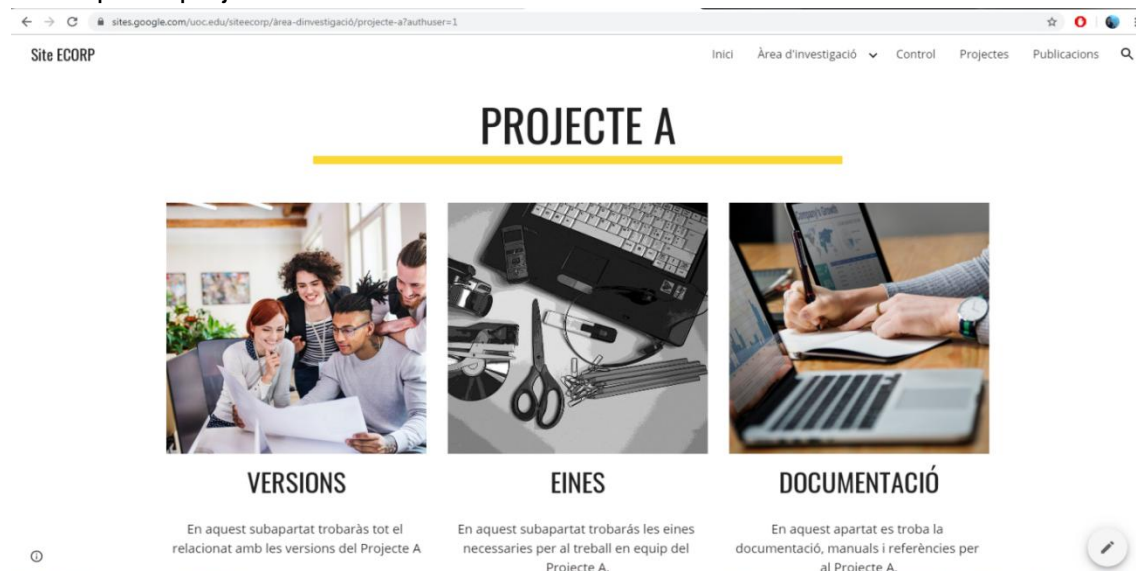 sites.google.com/uoc.edu/siteecorp/àrea-dinvestigació/projecte-a?authuser=1
Site ECORP
Inici Àrea d'investigació Control Projectes Publicacions
PROJECTE A
Company's Growth
VERSIONS
En aquest subapartat trobaràs tot el
relacionat amb les versions del Projecte A
EINES
En aquest subapartat trobarás les eines
necessaries per al treball en equip del
Projecte A.
DOCUMENTACIÓ
En aquest apartat es troba la
documentació, manuals i referències per
al Projecte A.